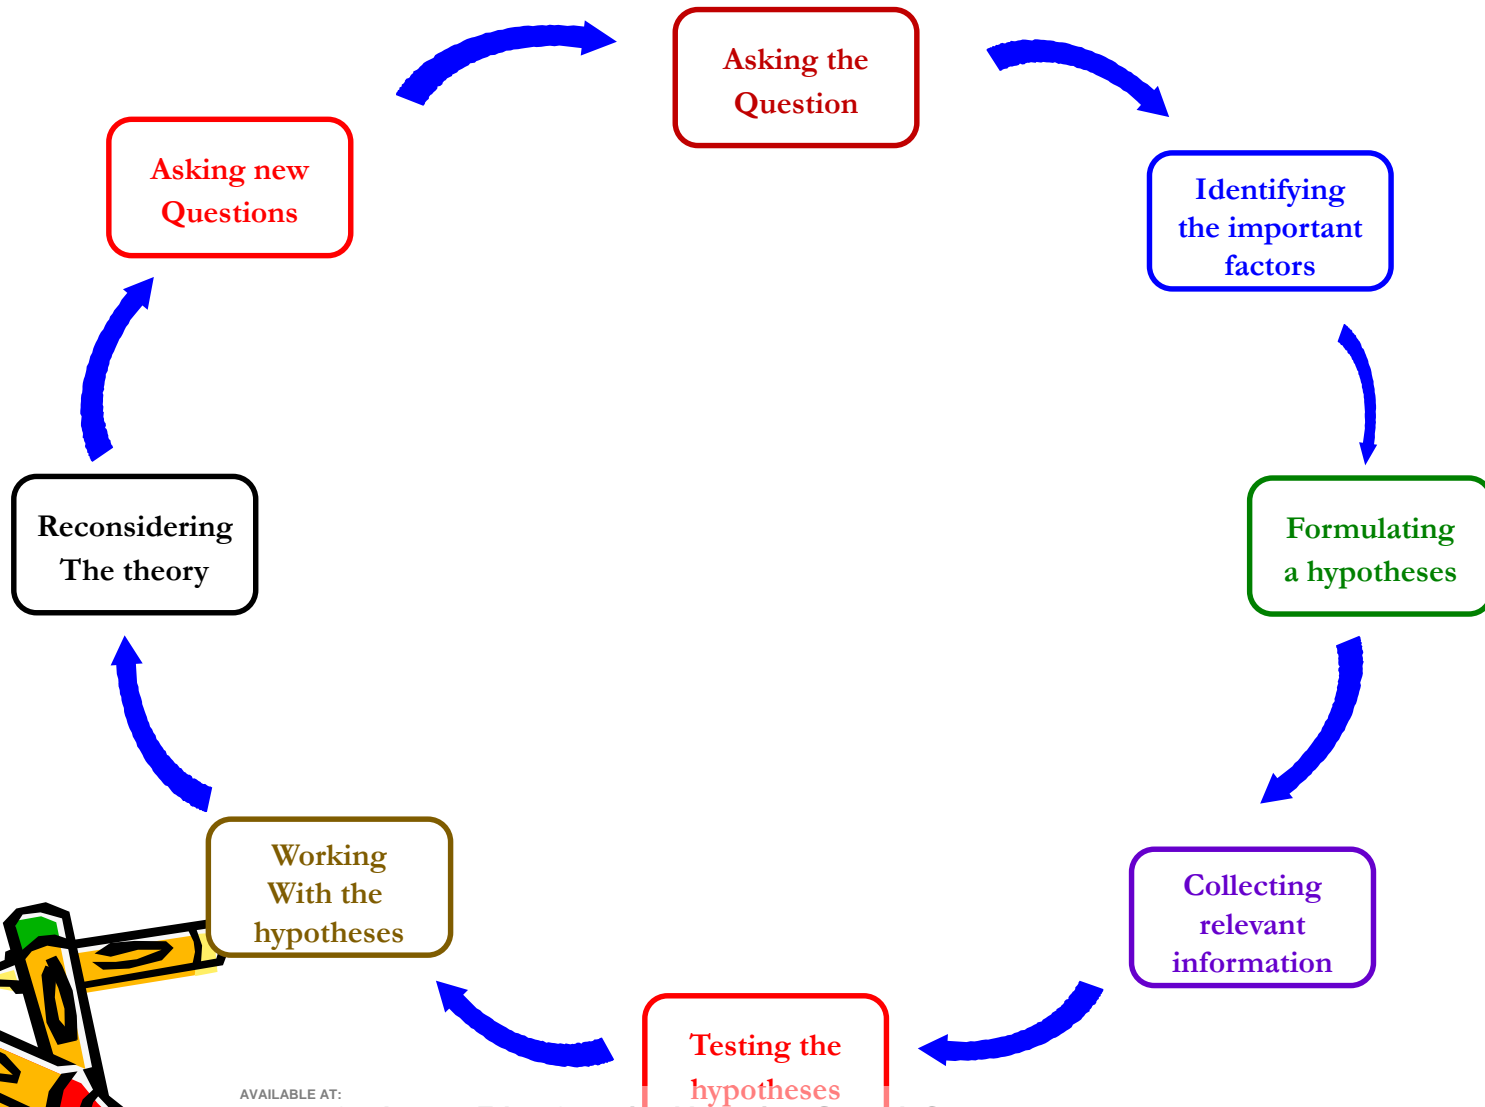 Asking the
Question
Identifying
the important
factors
Formulating
a hypotheses
Collecting
relevant
information
Testing the
hypotheses
Working
With the
hypotheses
Reconsidering
The theory
Asking new
Questions
AVAILABLE AT: